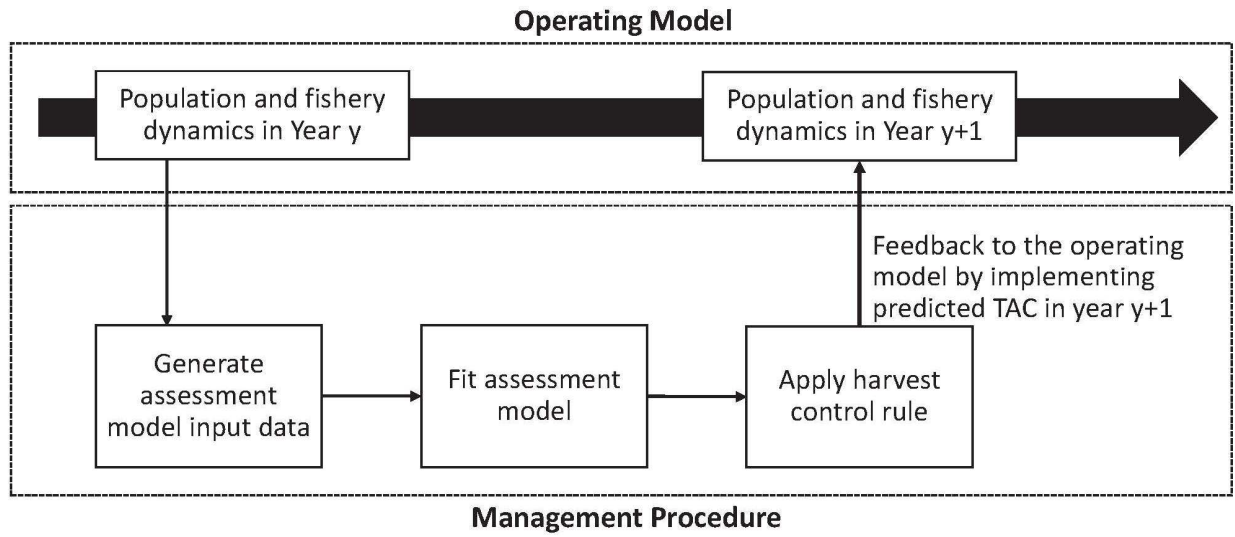 Operating Model
Population and fishery
dynamics in Year y
Population and fishery
dynamics in Year y+1
Feedback to the operating
model by implementing
predicted TAC in year y+1
Generate
assessment
model input data
Fit assessment
model
Apply harvest
control rule
Management Procedure